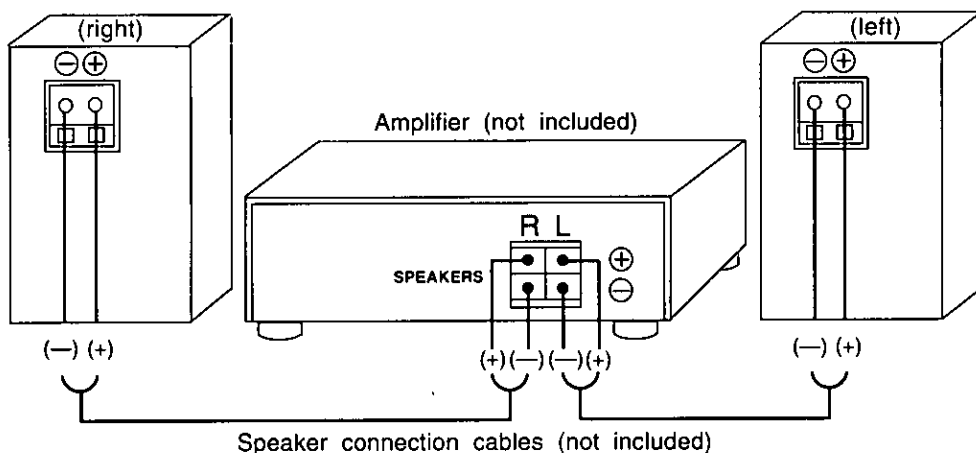 (right)
(left)
⊖ ⊕
⊖ ⊕
Amplifier (not included)
R L
SPEAKERS
⊕
⊖
(—) (+)
(+) (—) (—) (+)
(—) (+)
Speaker connection cables (not included)